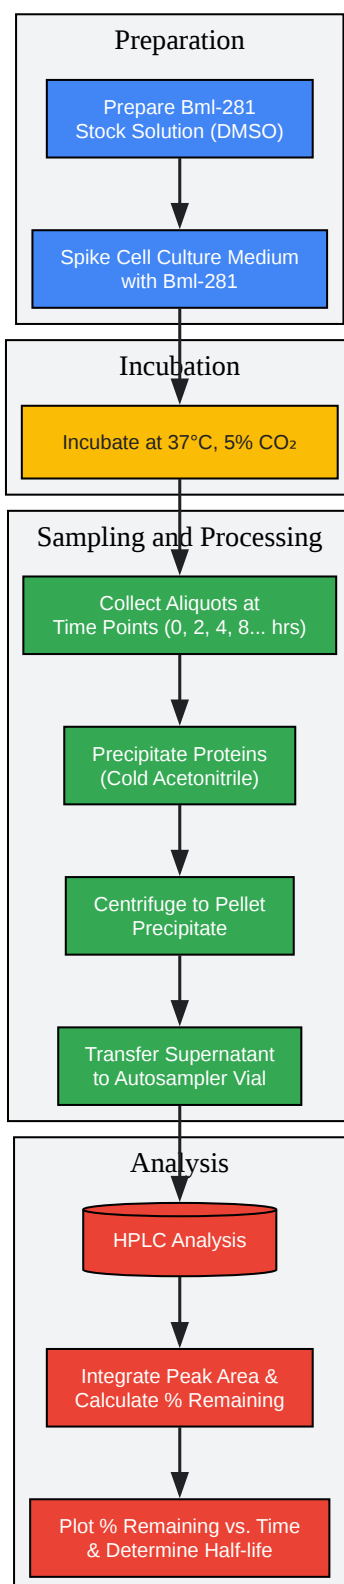 Preparation
Prepare Bml-281
Stock Solution (DMSO)
Spike Cell Culture Medium
with Bml-281
Incubation
Incubate at 37°C, 5% CO₂
Sampling and Processing
Collect Aliquots at
Time Points (0, 2, 4, 8... hrs)
Precipitate Proteins
(Cold Acetonitrile)
Centrifuge to Pellet
Precipitate
Transfer Supernatant
to Autosampler Vial
Analysis
HPLC Analysis
Integrate Peak Area &
Calculate % Remaining
Plot % Remaining vs. Time
& Determine Half-life